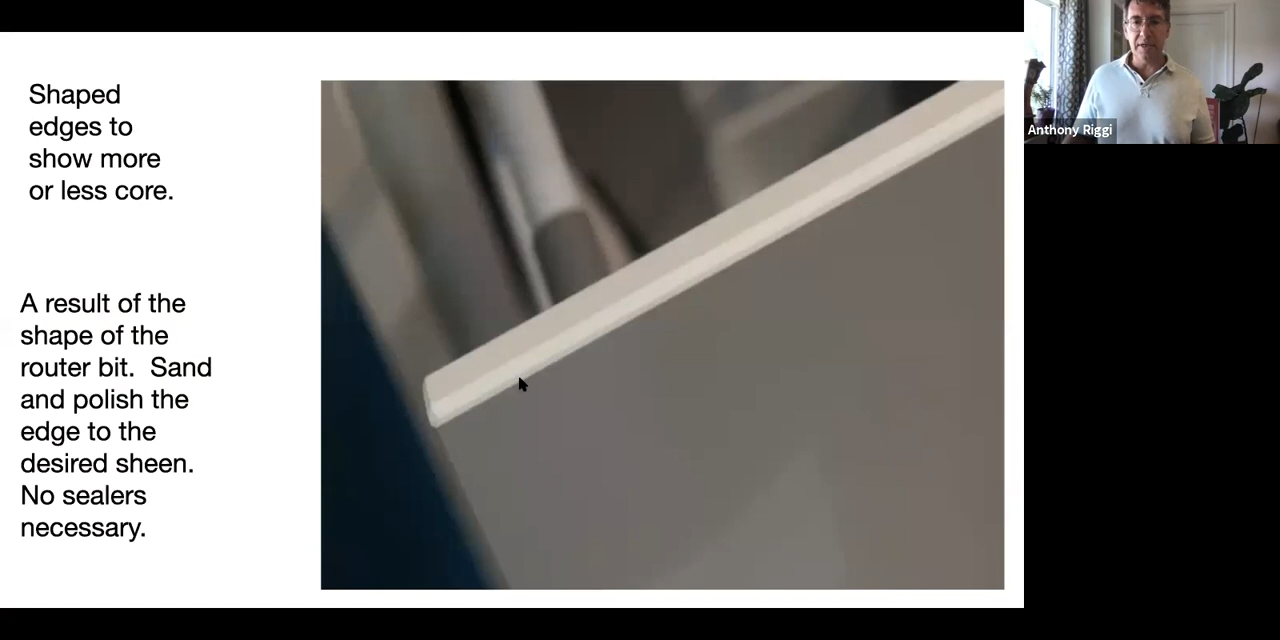 Shaped
edges to
show more
or less core.
A result of the
shape of the
router bit.  Sand
and polish the
edge to the
desired sheen.
No sealers
necessary.
Anthony Riggi